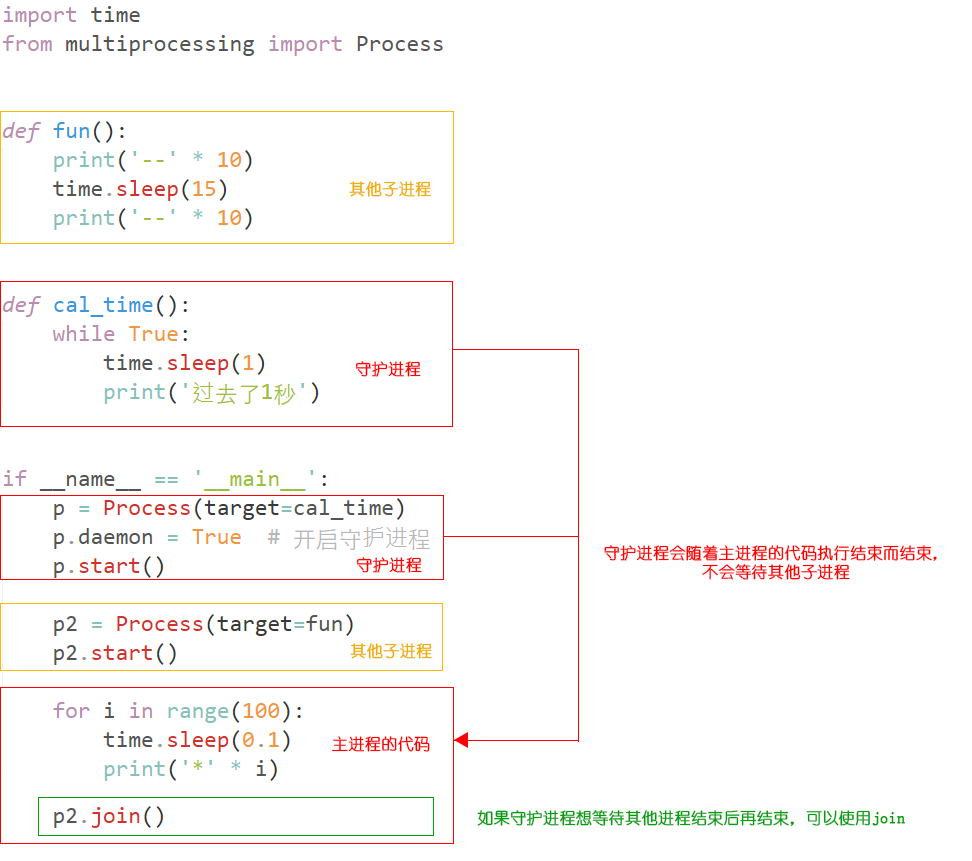 import time
from multiprocessing import Process
def fun():
    print('--' * 10)
    time.sleep(15)
其他子进程
    print('--' * 10)
def cal_time():
    while True:
        time.sleep(1)
守护进程
        print('过去了1秒')
if __name__ == '__main__':
    p = Process(target=cal_time)
    p.daemon = True  # 开启守护进程
    p.start()
守护进程
守护进程会随着主进程的代码执行结束而结束，
不会等待其他子进程
    p2 = Process(target=fun)
    p2.start()
其他子进程
    for i in range(100):
        time.sleep(0.1)
主进程的代码
        print('*' * i)
    p2.join()
如果守护进程想等待其他进程结束后再结束，可以使用join